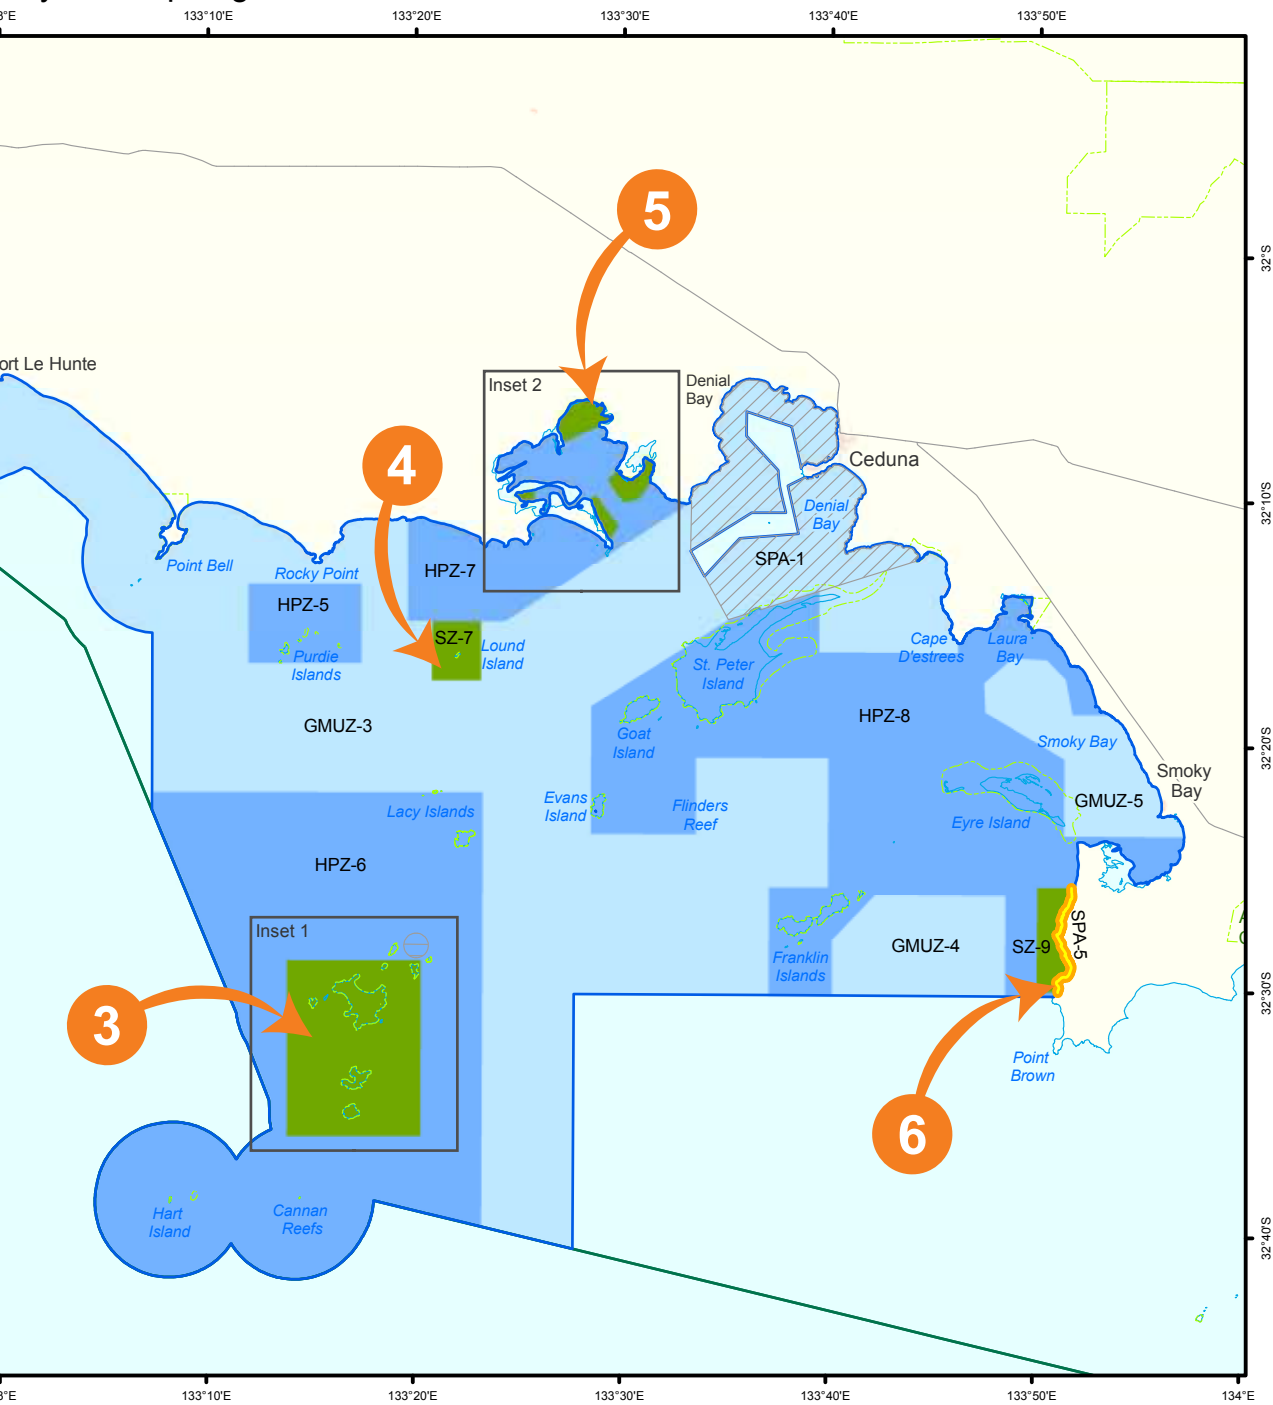 133°10'E
133°20'E
133°30'E
133°40'E
133°50'E
32°S
5
ort Le Hunte
Inset 2
Denial
Bay
4
Ceduna
32°10'S
Denial
Bay
SPA-1
Point Bell
Rocky Point
HPZ-7
HPZ-5
SZ-7
Lound
Island
Cape
D'estrees
Laura
Bay
Purdie
Islands
St. Peter
Island
HPZ-8
GMUZ-3
Goat
Island
Smoky Bay
32°20'S
Smoky
Bay
Evans
Island
Lacy Islands
Flinders
Reef
GMUZ-5
Eyre Island
HPZ-6
Inset 1
SPA-5
GMUZ-4
SZ-9
Franklin
Islands
32°30'S
3
Point
Brown
6
Hart
Island
Cannan
Reefs
32°40'S
133°10'E
133°20'E
133°30'E
133°40'E
133°50'E
134°E